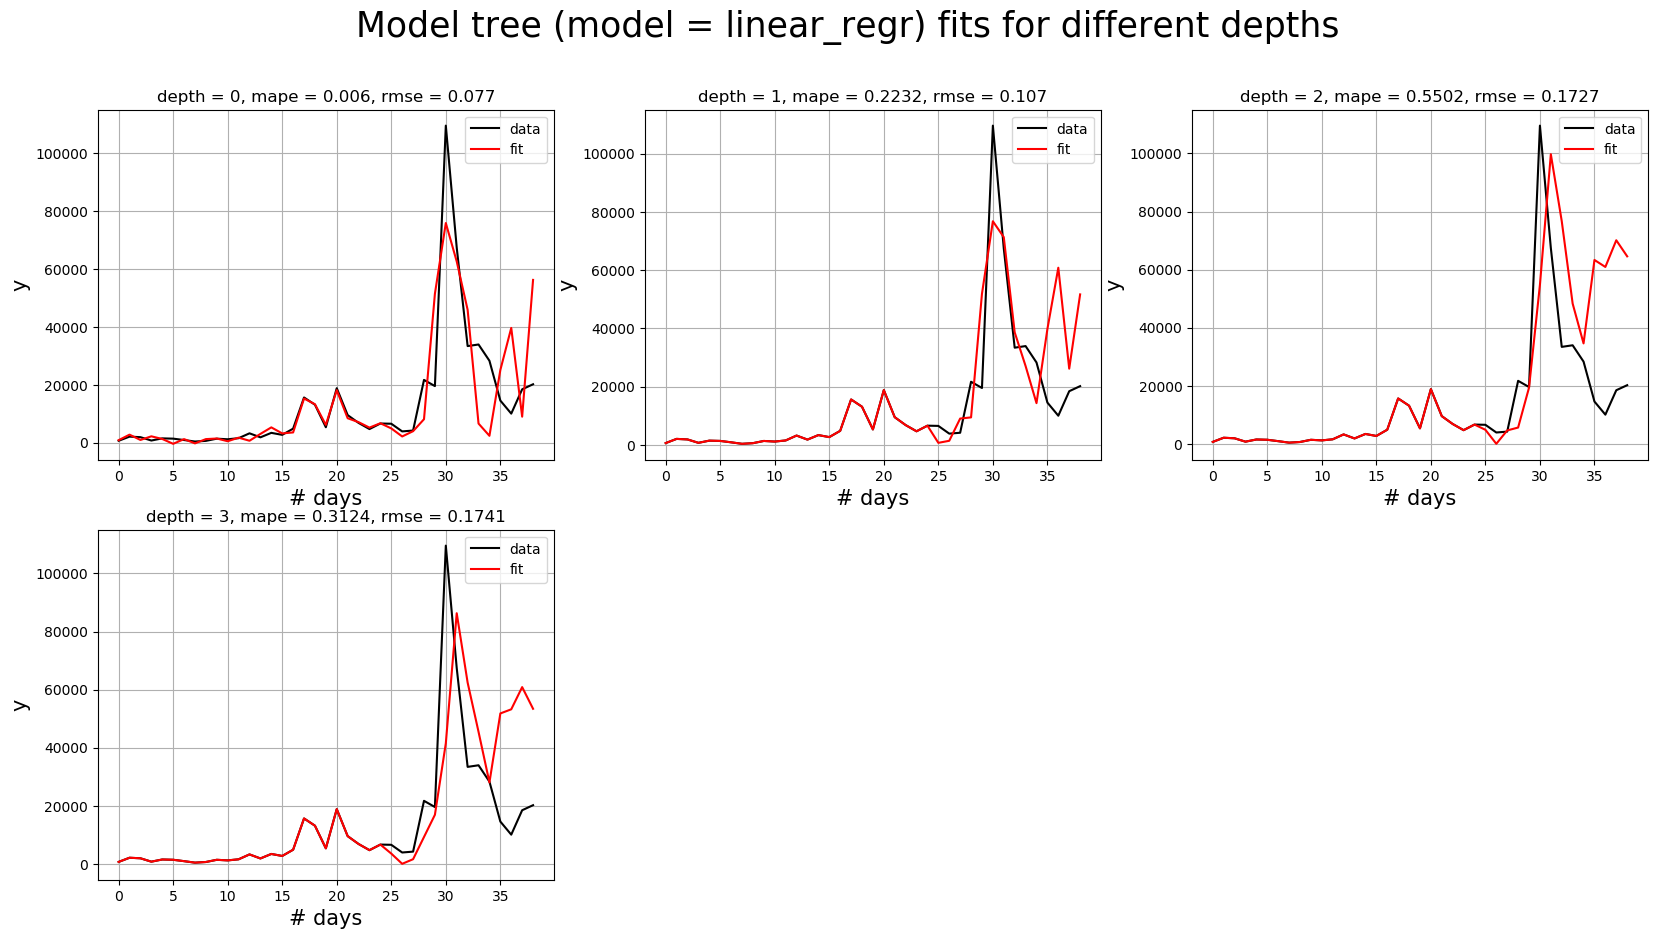 Model tree (model = linear_regr) fits for different depths
depth = 0, mape = 0.006, rmse = 0.077
data
fit
100000
80000
60000
40000
20000
0
y
0 5 10 15 20 25 30 35
# days
depth = 1, mape = 0.2232, rmse = 0.107
data
fit
100000
80000
60000
40000
20000
0
y
0 5 10 15 20 25 30 35
# days
depth = 2, mape = 0.5502, rmse = 0.1727
data
fit
100000
80000
60000
40000
20000
0
y
0 5 10 15 20 25 30 35
# days
depth = 3, mape = 0.3124, rmse = 0.1741
data
fit
100000
80000
60000
40000
20000
0
y
0 5 10 15 20 25 30 35
# days